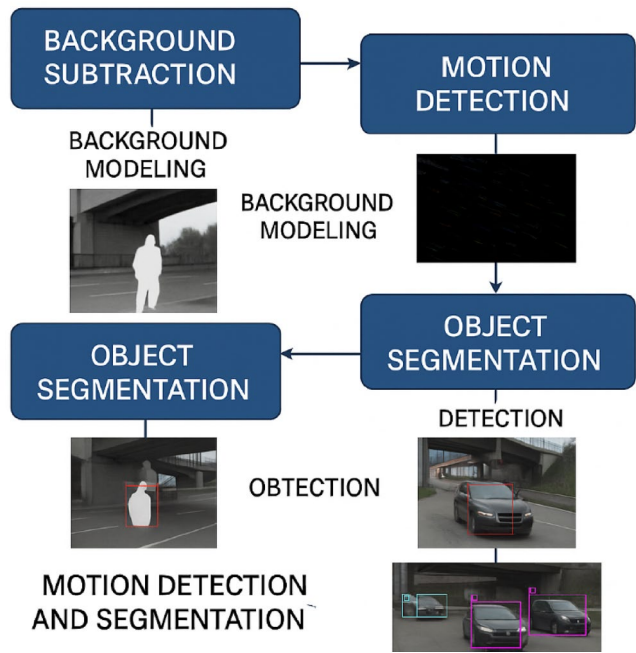 BACKGROUND
SUBTRACTION
MOTION
DETECTION
BACKGROUND
MODELING
BACKGROUND
MODELING
OBJECT
SEGMENTATION
OBJECT
SEGMENTATION
DETECTION
OBTECTION
MOTION DETECTION
AND SEGMENTATION